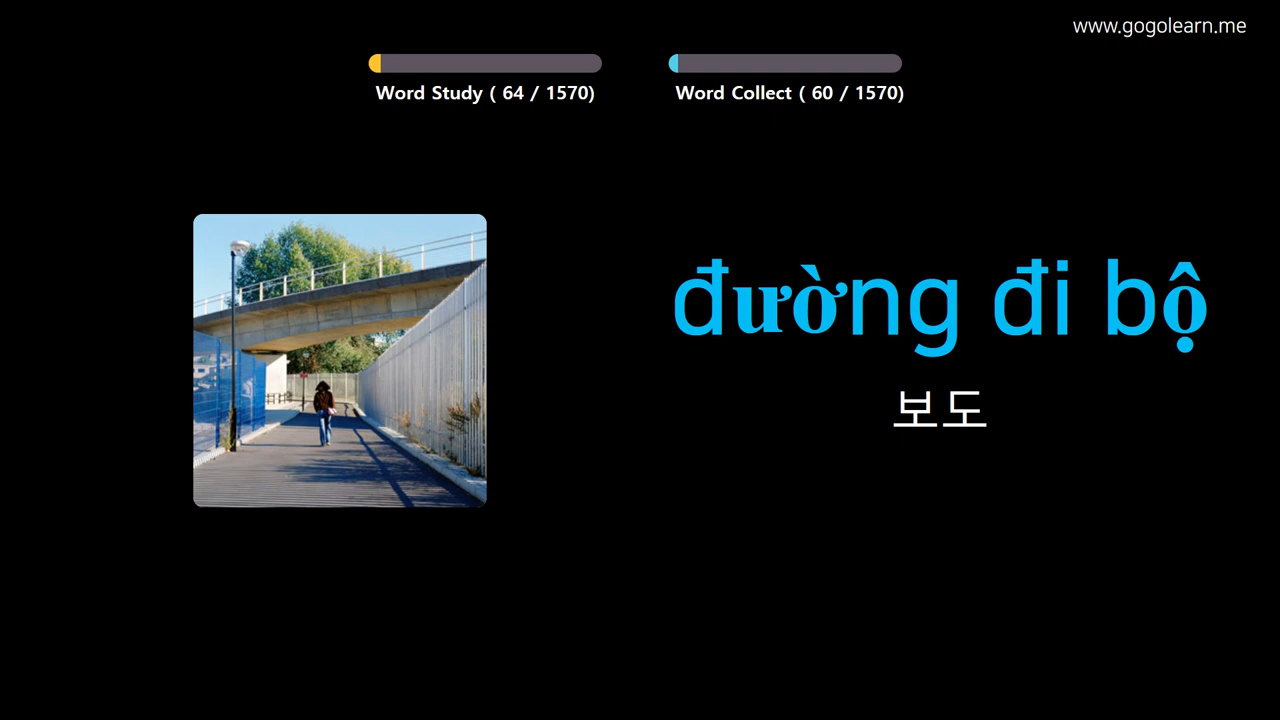 www.gogolearn.me
Word Study ( 64 / 1570)
Word Collect ( 60 / 1570)
đường đi bộ
보도